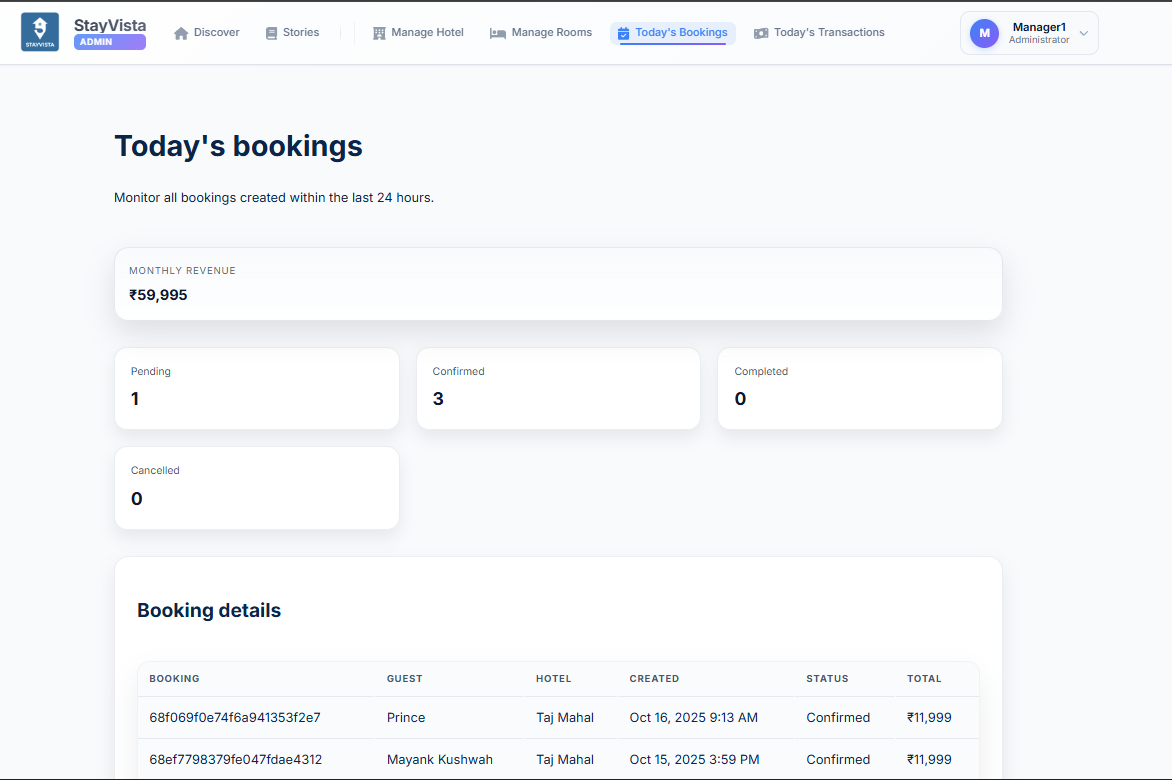 StayVista
STAYVISTA
ADMIN
Discover
Stories
Manage Hotel
Manage Rooms
Today's Bookings
Today's Transactions
M
Manager1
Administrator
Today's bookings
Monitor all bookings created within the last 24 hours.
MONTHLY REVENUE
₹59,995
Pending
1
Confirmed
3
Completed
0
Cancelled
0
Booking details
BOOKING GUEST HOTEL CREATED STATUS TOTAL
68f069f0e74f6a941353f2e7 Prince Taj Mahal Oct 16, 2025 9:13 AM Confirmed ₹11,999
68ef7798379fe047fdae4312 Mayank Kushwah Taj Mahal Oct 15, 2025 3:59 PM Confirmed ₹11,999